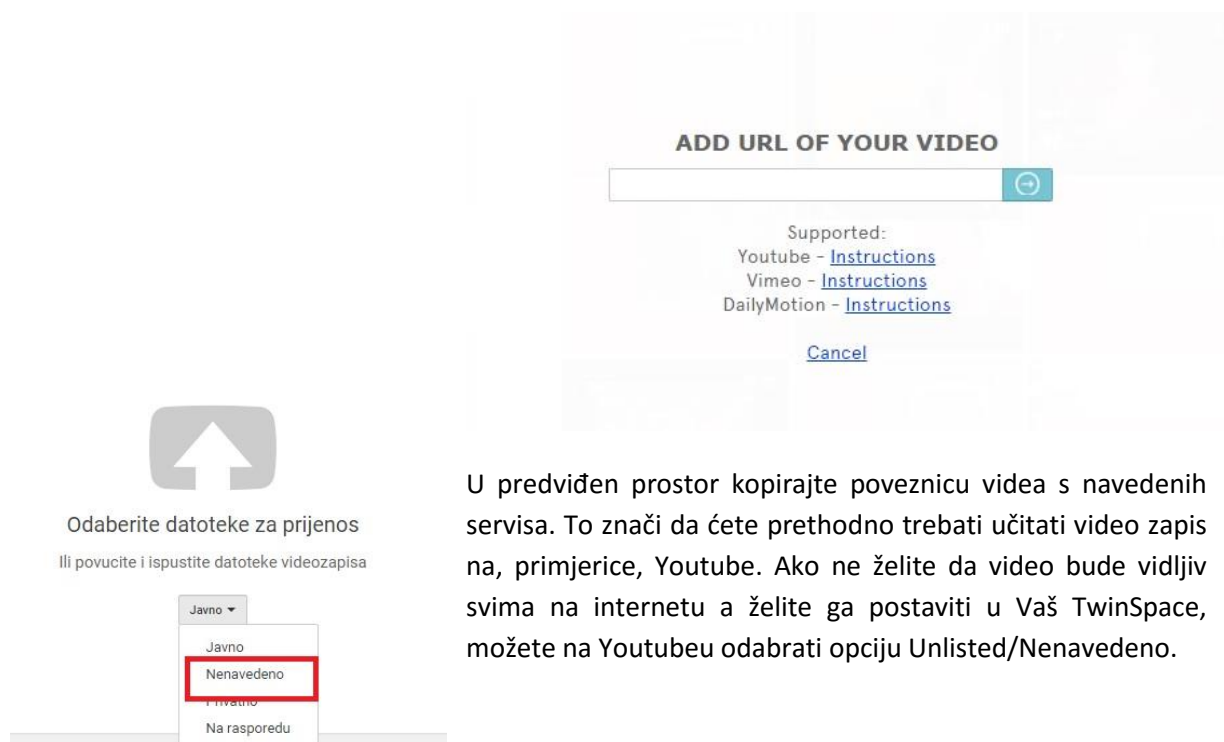 ADD URL OF YOUR VIDEO
Supported:
Youtube - Instructions
Vimeo - Instructions
DailyMotion - Instructions
Cancel
Odaberite datoteke za prijenos
Ili povucite i ispustite datoteke videozapisa
Javno
Javno
Nenavedeno
Privatno
Na rasporedu
U predviđen prostor kopirajte poveznicu videa s navedenih
servisa. To znači da ćete prethodno trebati učitati video zapis
na, primjerice, Youtube. Ako ne želite da video bude vidljiv
svima na internetu a želite ga postaviti u Vaš TwinSpace,
možete na Youtubeu odabrati opciju Unlisted/Nenavedeno.